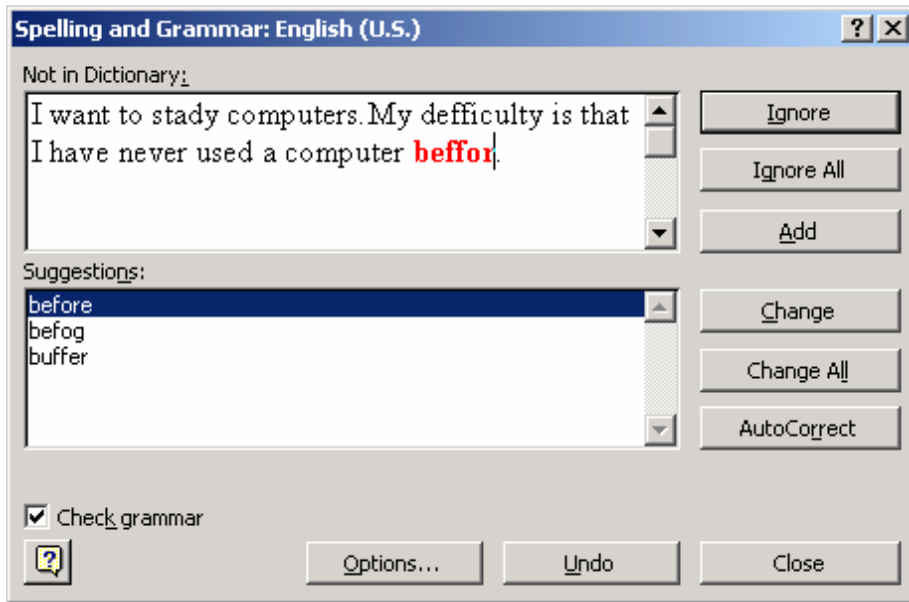 Spelling and Grammar: English (U.S.)
Not in Dictionary:
I want to stady computers.My defficulty is that
I have never used a computer beffor.
Ignore
Ignore All
Add
Suggestions:
before
befog
buffer
Change
Change All
AutoCorrect
Check grammar
Options...
Undo
Close